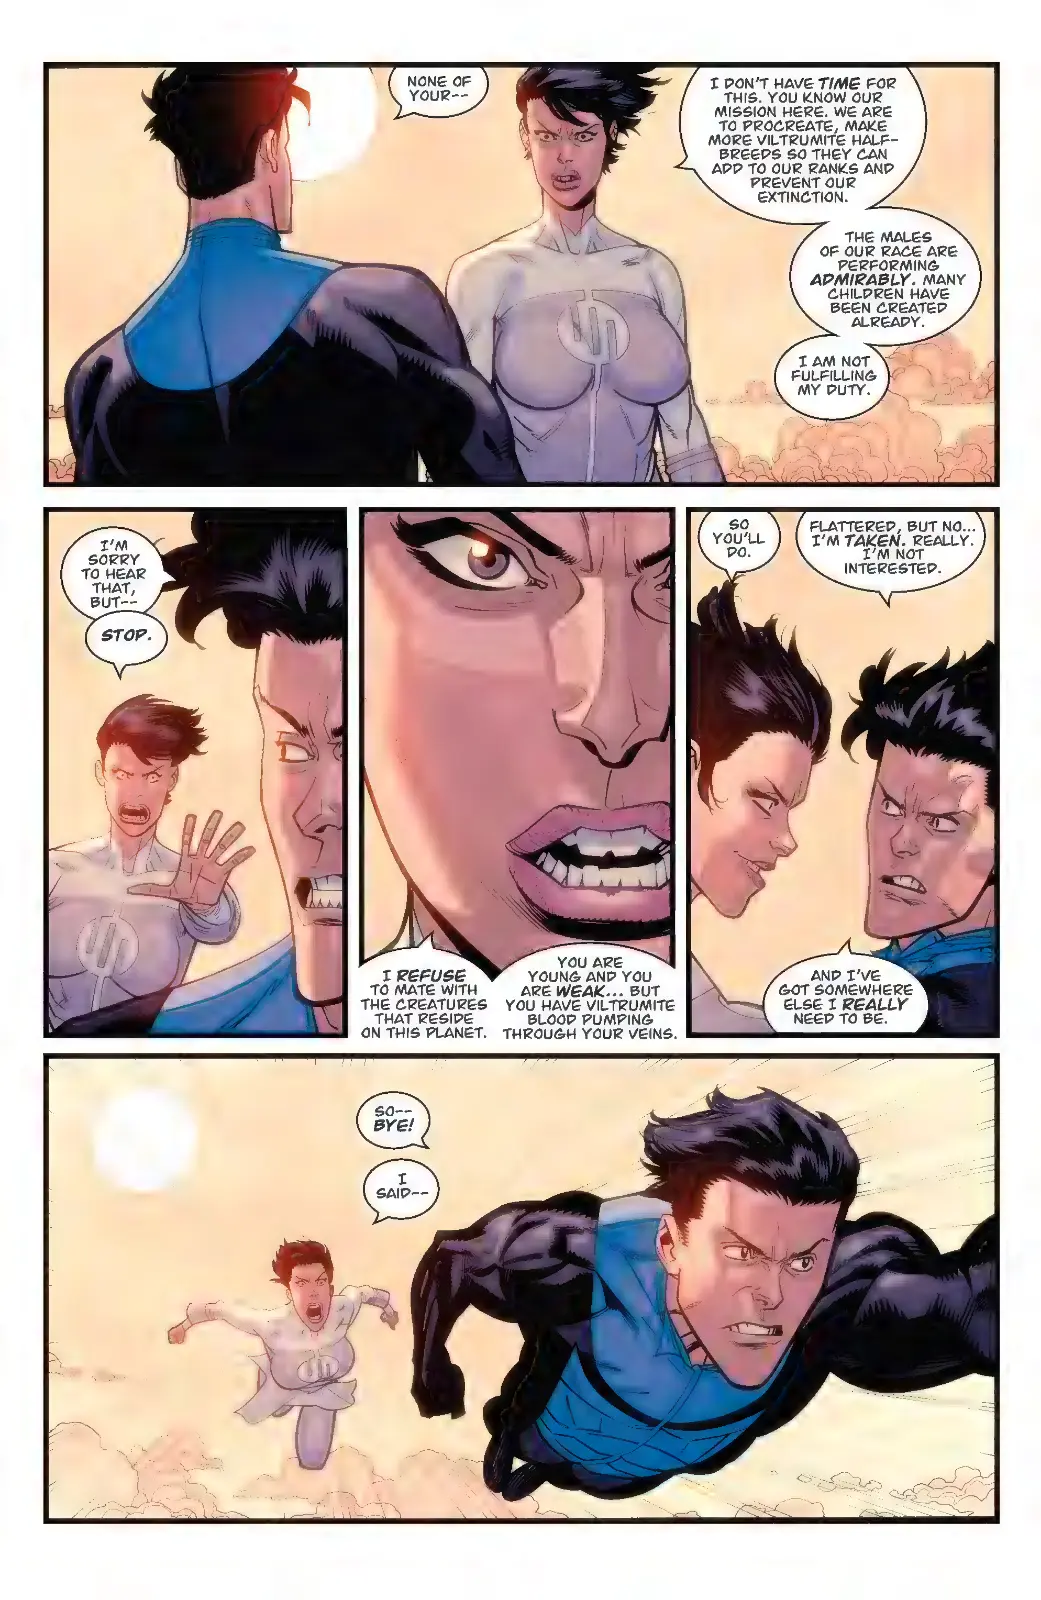 NONE OF
YOUR--
I DON'T HAVE TIME FOR
THIS. YOU KNOW OUR
MISSION HERE. WE ARE
TO PROCREATE, MAKE
MORE VILTRUMITE HALF-
BREEDS SO THEY CAN
ADD TO OUR RANKS AND
PREVENT OUR
EXTINCTION.
THE MALES
OF OUR RACE ARE
PERFORMING
ADMIRABLY. MANY
CHILDREN HAVE
BEEN CREATED
ALREADY.
I AM NOT
FULFILLING
MY DUTY.
I'M
SORRY
TO HEAR
THAT,
BUT--
STOP.
I REFUSE
TO MATE WITH
THE CREATURES
THAT RESIDE
ON THIS PLANET.
YOU ARE
YOUNG AND YOU
ARE WEAK... BUT
YOU HAVE VILTRUMITE
BLOOD PUMPING
THROUGH YOUR VEINS.
SO
YOU'LL
DO.
FLATTERED, BUT NO...
I'M TAKEN. REALLY.
I'M NOT
INTERESTED.
AND I'VE
GOT SOMEWHERE
ELSE I REALLY
NEED TO BE.
SO--
BYE!
I
SAID--